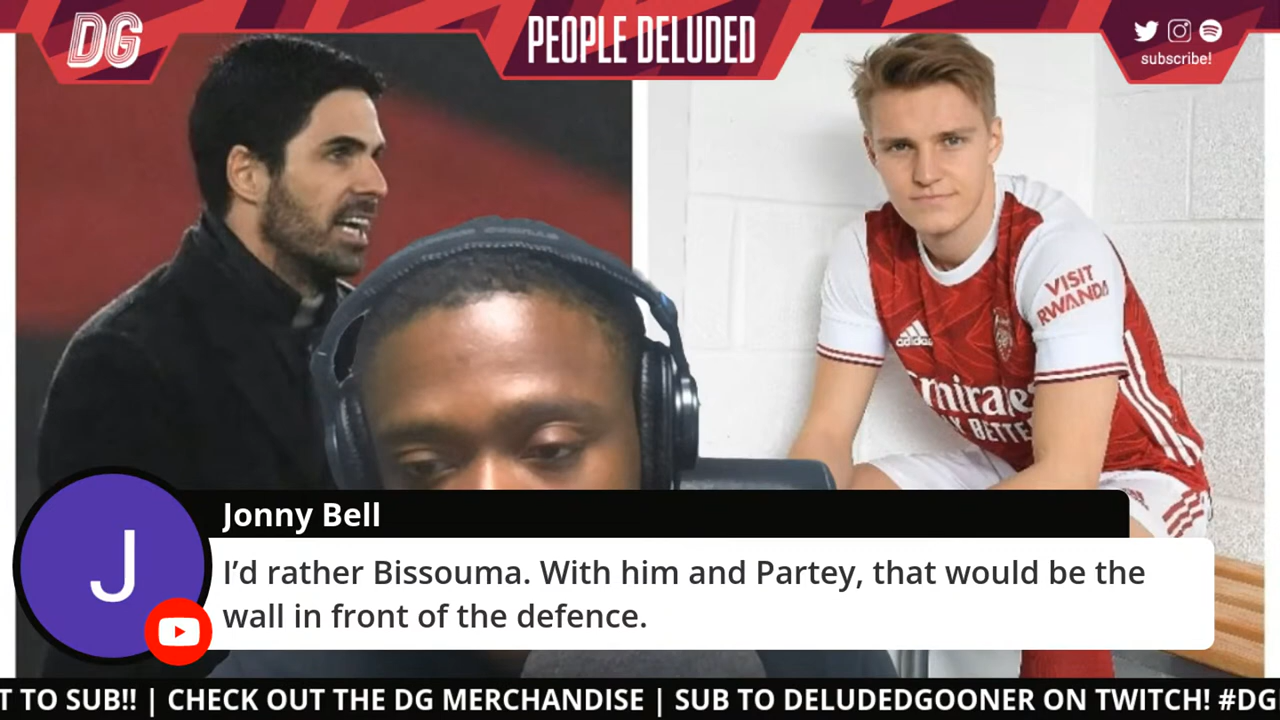 DG
PEOPLE DELUDED
subscribe!
VISIT
RWANDA
adidas
Emirates
BETTE
Jonny Bell
J
I’d rather Bissouma. With him and Partey, that would be the
wall in front of the defence.
T TO SUB!! | CHECK OUT THE DG MERCHANDISE | SUB TO DELUDEDGOONER ON TWITCH! #DG